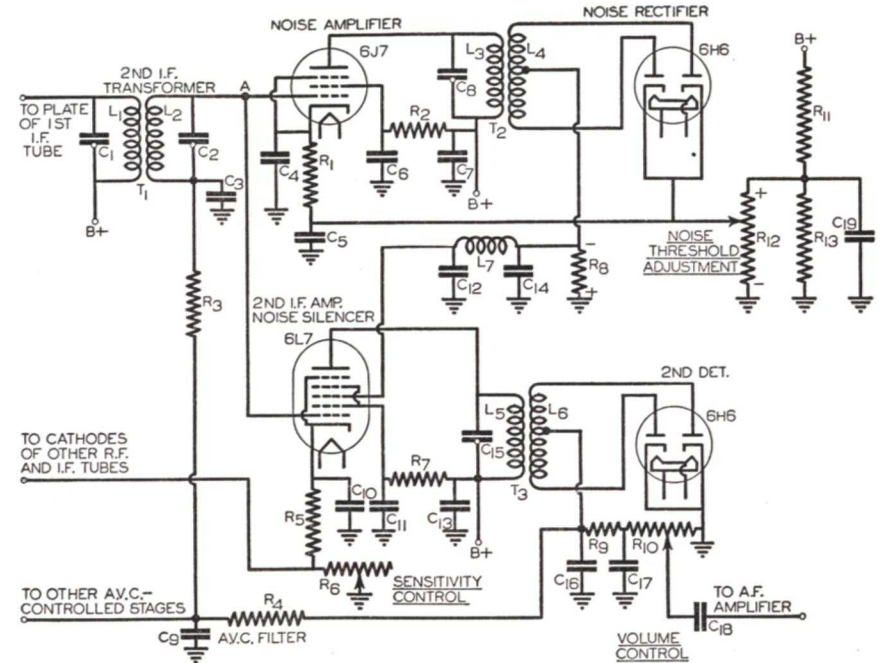 NOISE AMPLIFIER
NOISE RECTIFIER
6J7
6H6
B+
2ND I.F.
TRANSFORMER
A
L3
L4
C8
T2
R11
TO PLATE
OF 1ST
I.F.
TUBE
L1
L2
C1
C2
T1
C3
B+
C4
R1
R2
C6
C7
B+
C5
+
R12
-
R13
C19
NOISE
THRESHOLD
ADJUSTMENT
L7
C12
C14
-
R8
+
R3
2ND I.F. AMP.
NOISE SILENCER
6L7
2ND DET.
6H6
L5
L6
C15
T3
TO CATHODES
OF OTHER R.F.
AND I.F. TUBES
R7
C10
C11
C13
B+
R5
R6
SENSITIVITY
CONTROL
R9
R10
C16
C17
TO OTHER A.V.C.-
CONTROLLED STAGES
R4
C9
A.V.C. FILTER
TO A.F.
AMPLIFIER
C18
VOLUME
CONTROL